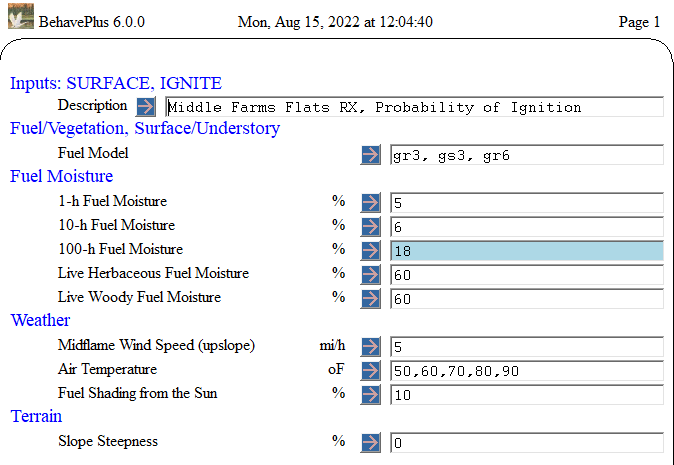 BehavePlus 6.0.0 Mon, Aug 15, 2022 at 12:04:40 Page 1
Inputs: SURFACE, IGNITE
Description Middle Farms Flats RX, Probability of Ignition
Fuel/Vegetation, Surface/Understory
Fuel Model gr3, gs3, gr6
Fuel Moisture
1-h Fuel Moisture % 5
10-h Fuel Moisture % 6
100-h Fuel Moisture % 18
Live Herbaceous Fuel Moisture % 60
Live Woody Fuel Moisture % 60
Weather
Midflame Wind Speed (upslope) mi/h 5
Air Temperature oF 50,60,70,80,90
Fuel Shading from the Sun % 10
Terrain
Slope Steepness % 0